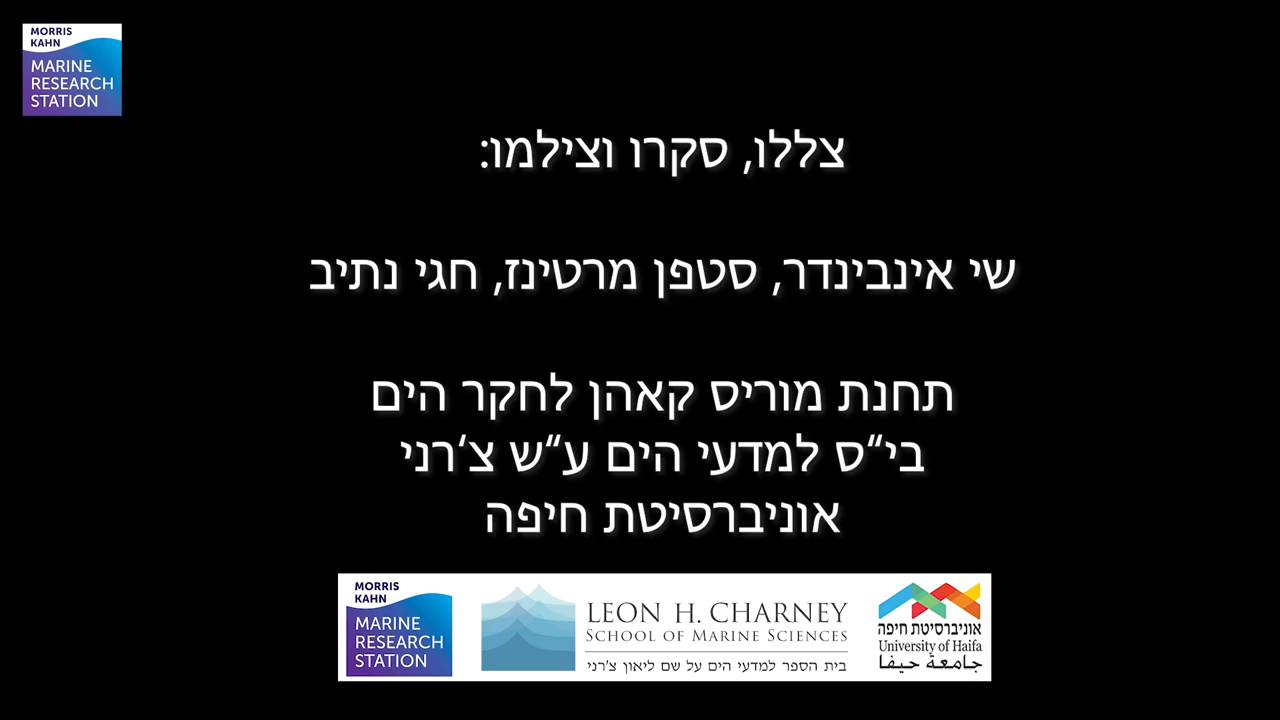 MORRIS
KAHN
MARINE
RESEARCH
STATION
צללו, סקרו וצילמו:
שי אינבינדר, סטפן מרטינז, חגי נתיב
תחנת מוריס קאהן לחקר הים
בי“ס למדעי הים ע“ש צ‘רני
אוניברסיטת חיפה
MORRIS
KAHN
MARINE
RESEARCH
STATION
LEON H. CHARNEY
SCHOOL OF MARINE SCIENCES
בית הספר למדעי הים על שם ליאון צ'רני
אוניברסיטת חיפה
University of Haifa
جامعة حيفا